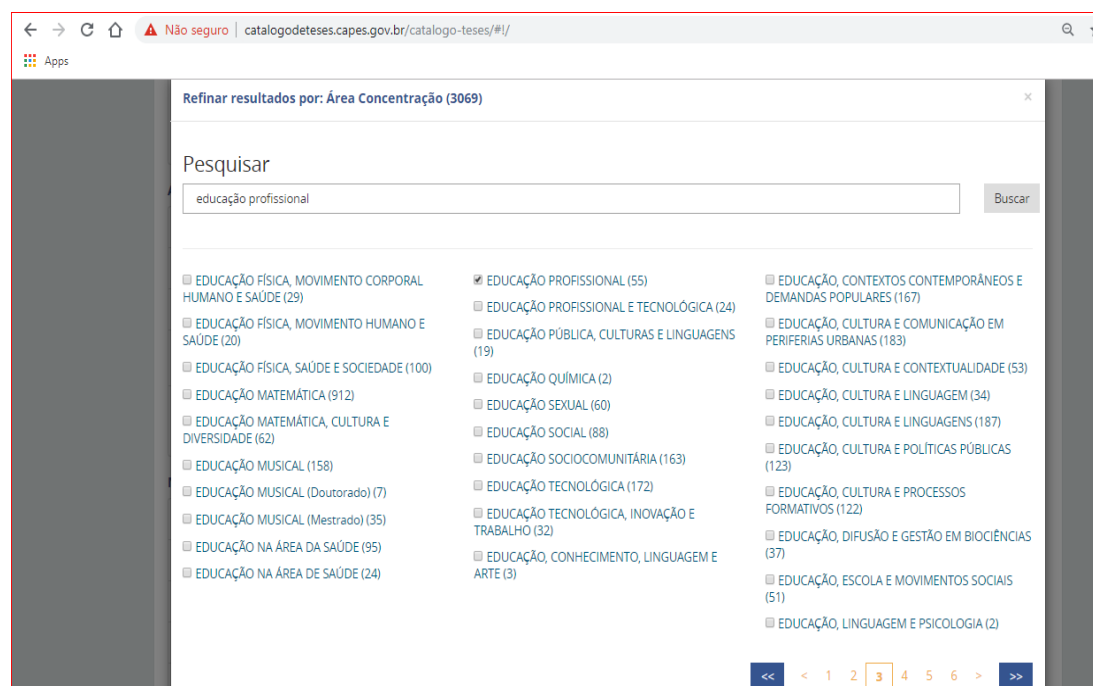 Não seguro | catalogodeteses.capes.gov.br/catalogo-teses/#!/
Apps
Refinar resultados por: Área Concentração (3069)
×
Pesquisar
educação profissional
Buscar
EDUCAÇÃO FÍSICA, MOVIMENTO CORPORAL
HUMANO E SAÚDE (29)
EDUCAÇÃO FÍSICA, MOVIMENTO HUMANO E
SAÚDE (20)
EDUCAÇÃO FÍSICA, SAÚDE E SOCIEDADE (100)
EDUCAÇÃO MATEMÁTICA (912)
EDUCAÇÃO MATEMÁTICA, CULTURA E
DIVERSIDADE (62)
EDUCAÇÃO MUSICAL (158)
EDUCAÇÃO MUSICAL (Doutorado) (7)
EDUCAÇÃO MUSICAL (Mestrado) (35)
EDUCAÇÃO NA ÁREA DA SAÚDE (95)
EDUCAÇÃO NA ÁREA DE SAÚDE (24)
EDUCAÇÃO PROFISSIONAL (55)
EDUCAÇÃO PROFISSIONAL E TECNOLÓGICA (24)
EDUCAÇÃO PÚBLICA, CULTURAS E LINGUAGENS
(19)
EDUCAÇÃO QUÍMICA (2)
EDUCAÇÃO SEXUAL (60)
EDUCAÇÃO SOCIAL (88)
EDUCAÇÃO SOCIOCOMUNITÁRIA (163)
EDUCAÇÃO TECNOLÓGICA (172)
EDUCAÇÃO TECNOLÓGICA, INOVAÇÃO E
TRABALHO (32)
EDUCAÇÃO, CONHECIMENTO, LINGUAGEM E
ARTE (3)
EDUCAÇÃO, CONTEXTOS CONTEMPORÂNEOS E
DEMANDAS POPULARES (167)
EDUCAÇÃO, CULTURA E COMUNICAÇÃO EM
PERIFERIAS URBANAS (183)
EDUCAÇÃO, CULTURA E CONTEXTUALIDADE (53)
EDUCAÇÃO, CULTURA E LINGUAGEM (34)
EDUCAÇÃO, CULTURA E LINGUAGENS (187)
EDUCAÇÃO, CULTURA E POLÍTICAS PÚBLICAS
(123)
EDUCAÇÃO, CULTURA E PROCESSOS
FORMATIVOS (122)
EDUCAÇÃO, DIFUSÃO E GESTÃO EM BIOCIÊNCIAS
(37)
EDUCAÇÃO, ESCOLA E MOVIMENTOS SOCIAIS
(51)
EDUCAÇÃO, LINGUAGEM E PSICOLOGIA (2)
<< < 1 2 3 4 5 6 > >>